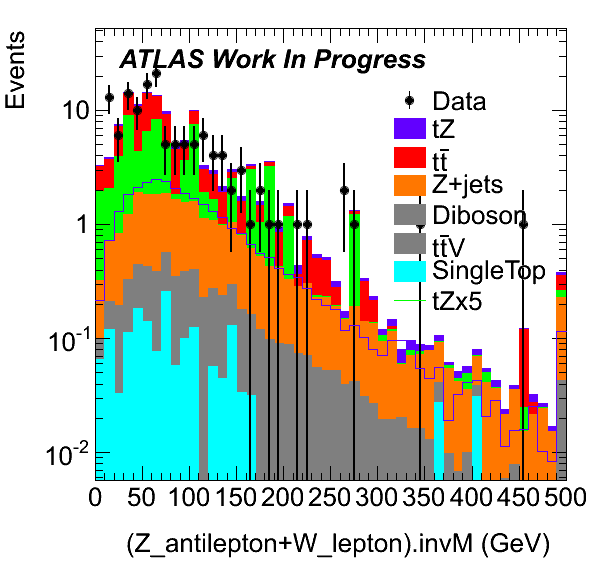 Events
ATLAS Work In Progress
Data
tZ
tt̄
Z+jets
Diboson
tt̄V
SingleTop
tZx5
10
1
10⁻¹
10⁻²
0 50 100 150 200 250 300 350 400 450 500
(Z_antilepton+W_lepton).invM (GeV)